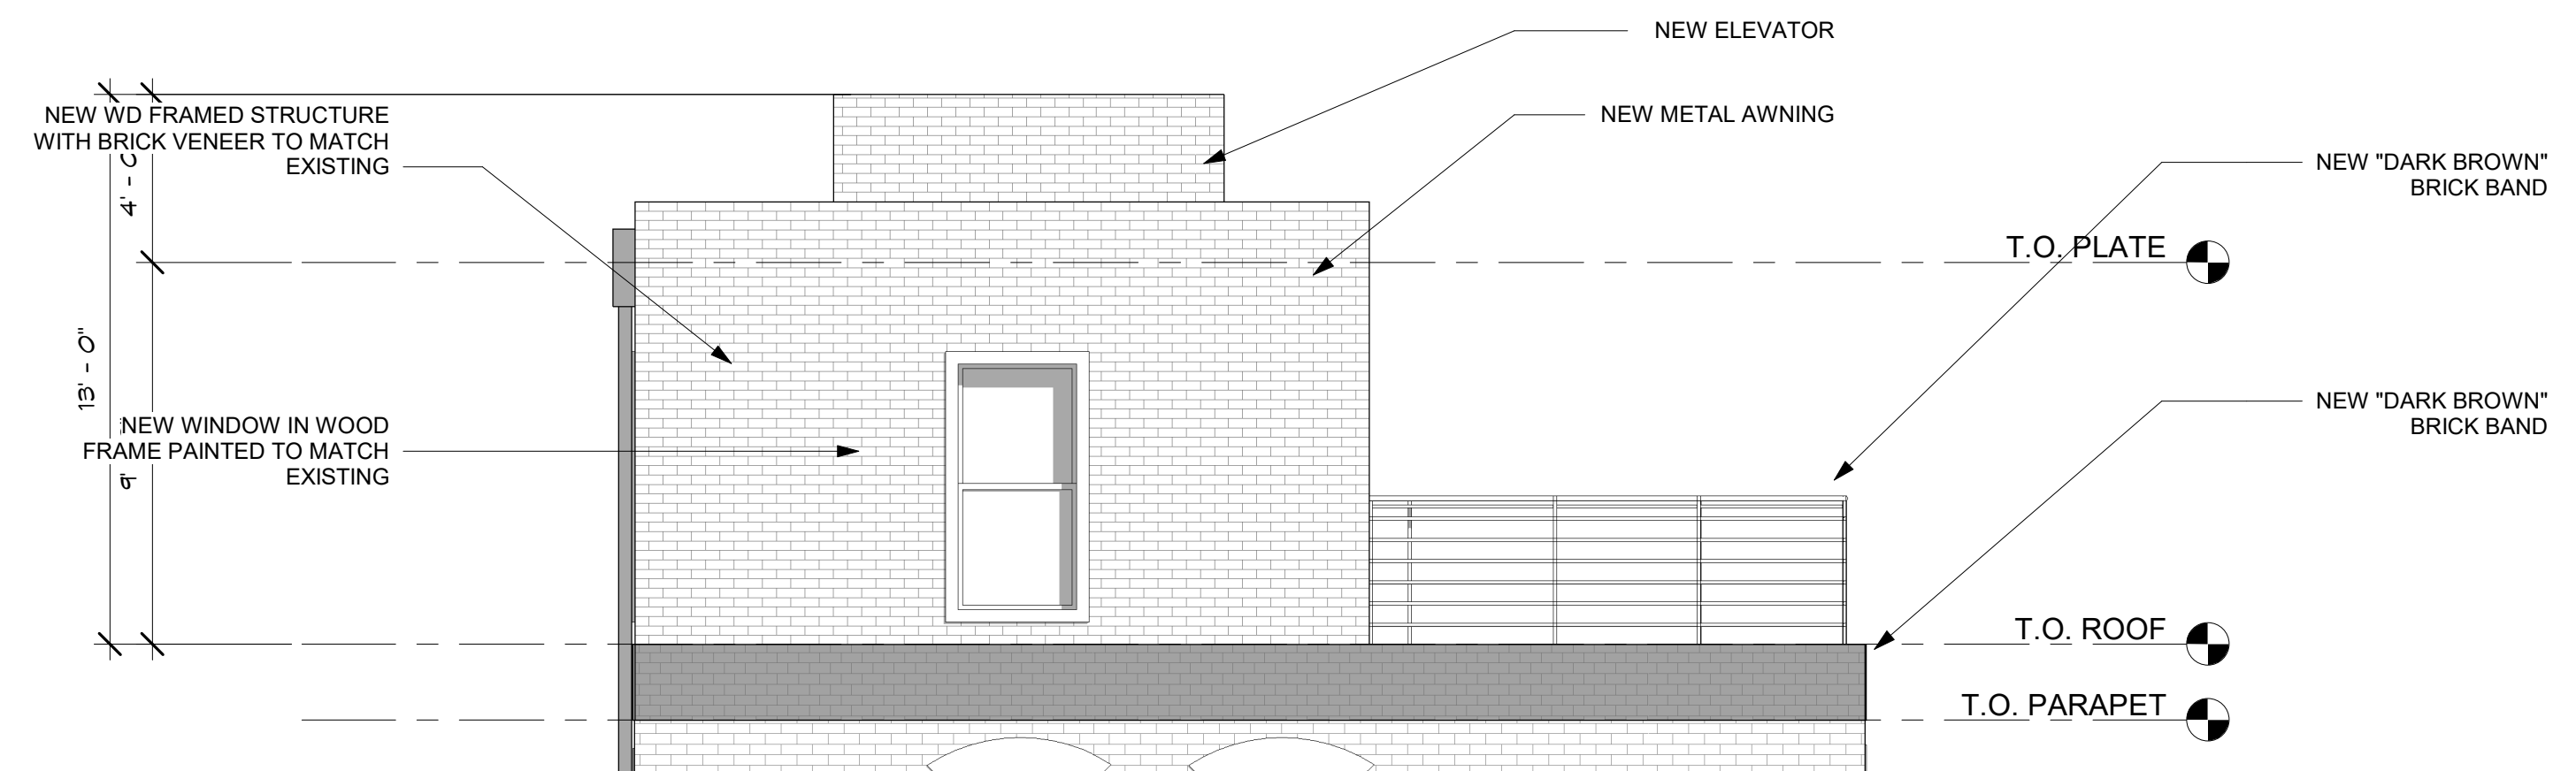 NEW ELEVATOR
NEW WD FRAMED STRUCTURE
WITH BRICK VENEER TO MATCH
EXISTING
NEW METAL AWNING
NEW "DARK BROWN"
BRICK BAND
T.O. PLATE
13' - 0"
NEW WINDOW IN WOOD
FRAME PAINTED TO MATCH
EXISTING
NEW "DARK BROWN"
BRICK BAND
T.O. ROOF
T.O. PARAPET